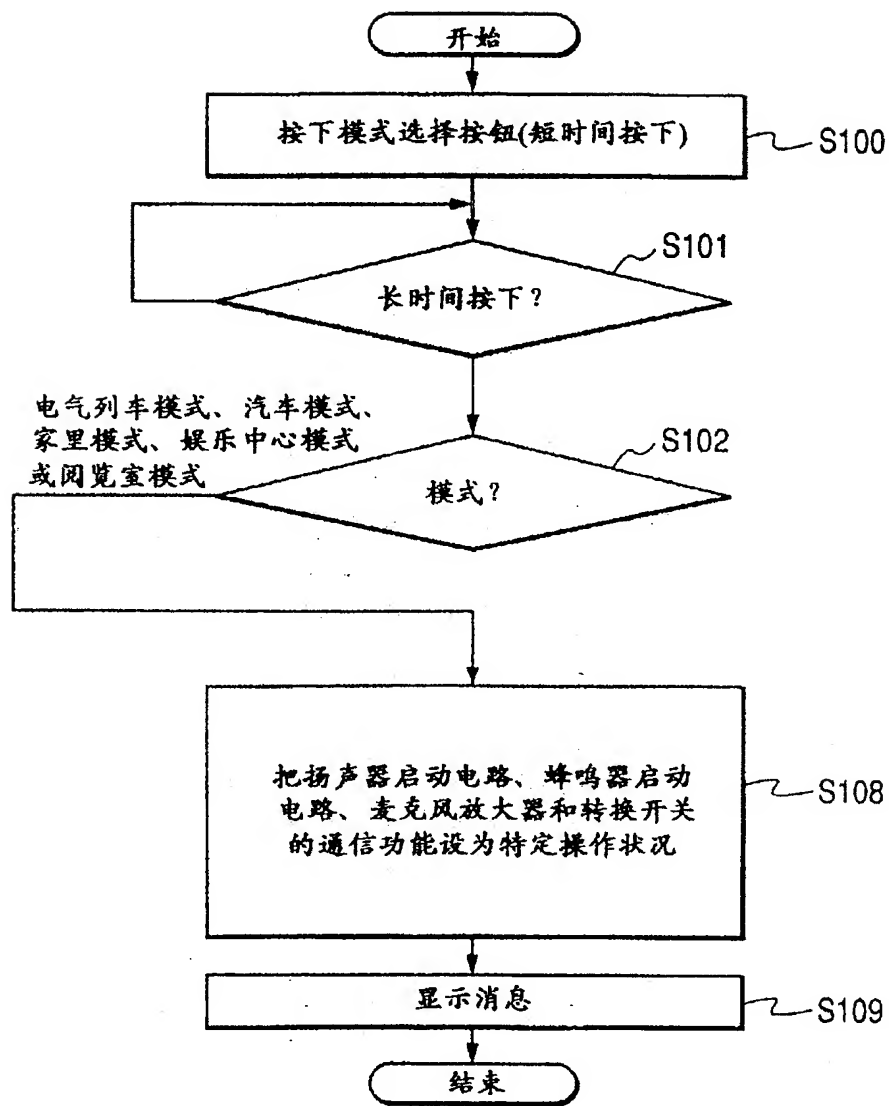 开始
按下模式选择按钮(短时间按下)
S100
S101
长时间按下?
电气列车模式、汽车模式、
家里模式、娱乐中心模式
或阅览室模式
S102
模式?
把扬声器启动电路、蜂鸣器启动
电路、麦克风放大器和转换开关
的通信功能设为特定操作状况
S108
显示消息
S109
结束